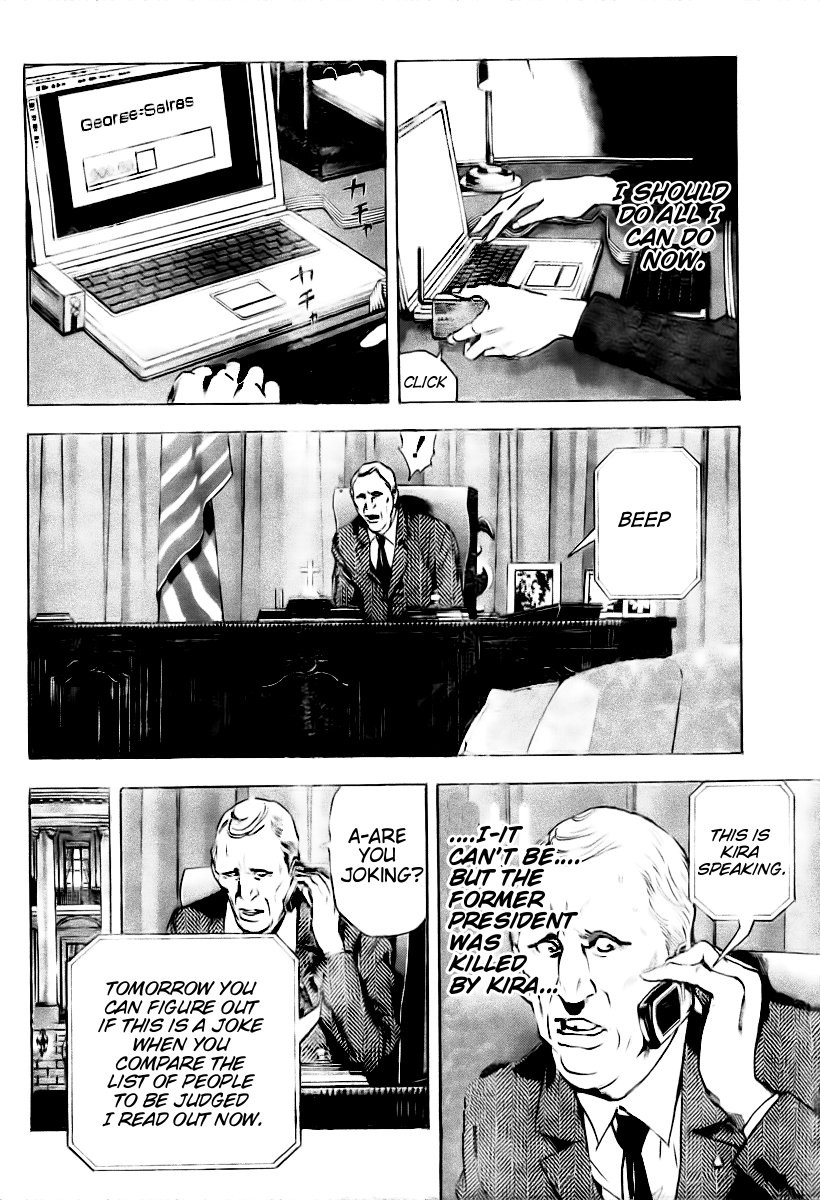 I SHOULD
DO ALL I
CAN DO
NOW.
CLICK
George=Sairas
カチャ
カチャ
!
BEEP
THIS IS
KIRA
SPEAKING.
....I-IT
CAN'T BE....
BUT THE
FORMER
PRESIDENT
WAS
KILLED
BY KIRA...
A-ARE
YOU
JOKING?
TOMORROW YOU
CAN FIGURE OUT
IF THIS IS A JOKE
WHEN YOU
COMPARE THE
LIST OF PEOPLE
TO BE JUDGED
I READ OUT NOW.